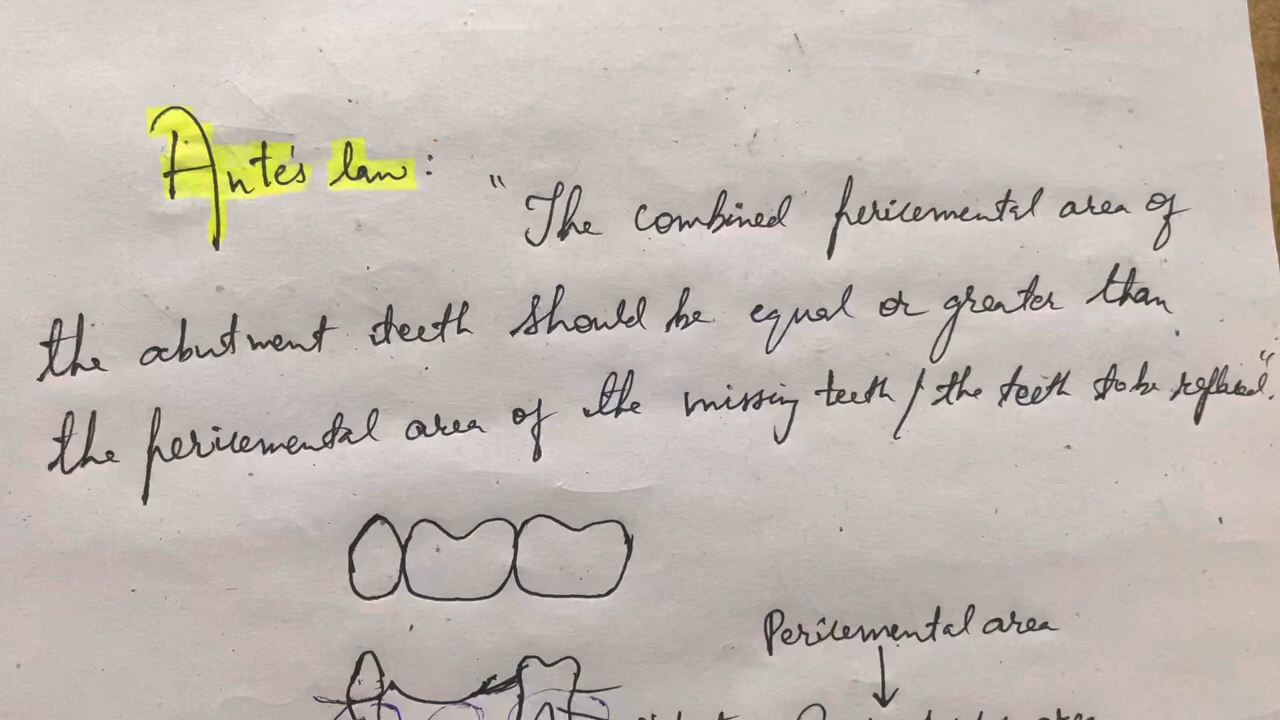 Ante's law:
"The combined pericemental area of
the abutment teeth should be equal or greater than
the pericemental area of the missing teeth / the teeth to be replaced".
Pericemental area